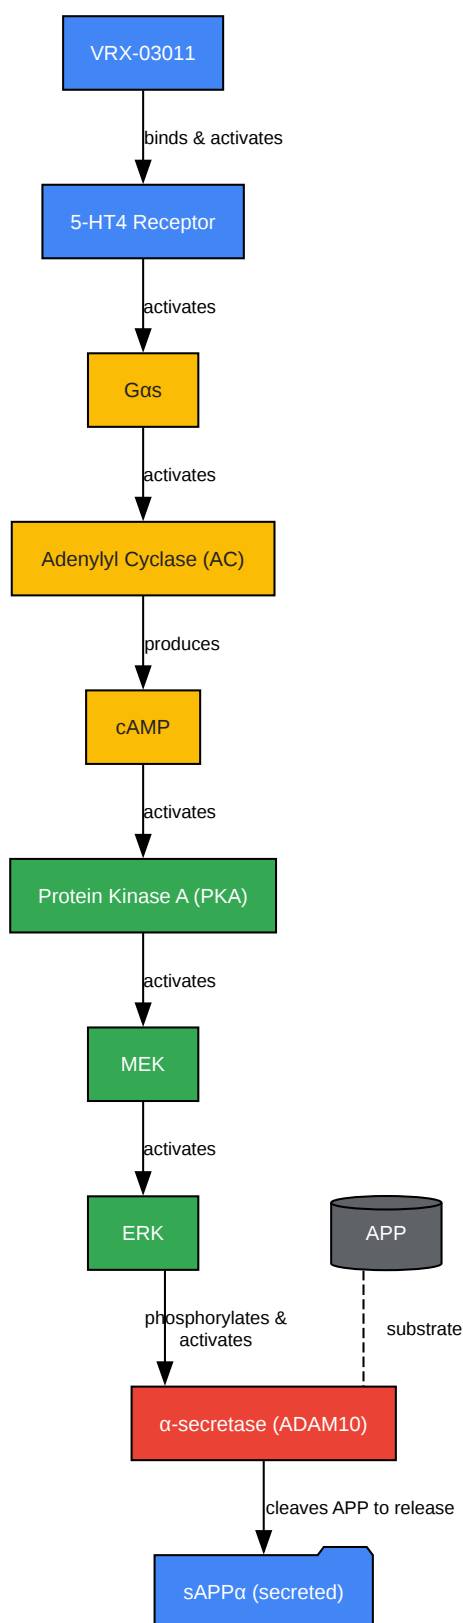 VRX-03011
binds & activates
5-HT4 Receptor
activates
Gαs
activates
Adenylyl Cyclase (AC)
produces
cAMP
activates
Protein Kinase A (PKA)
activates
MEK
activates
ERK
APP
phosphorylates &
activates
substrate
α-secretase (ADAM10)
cleaves APP to release
sAPPα (secreted)